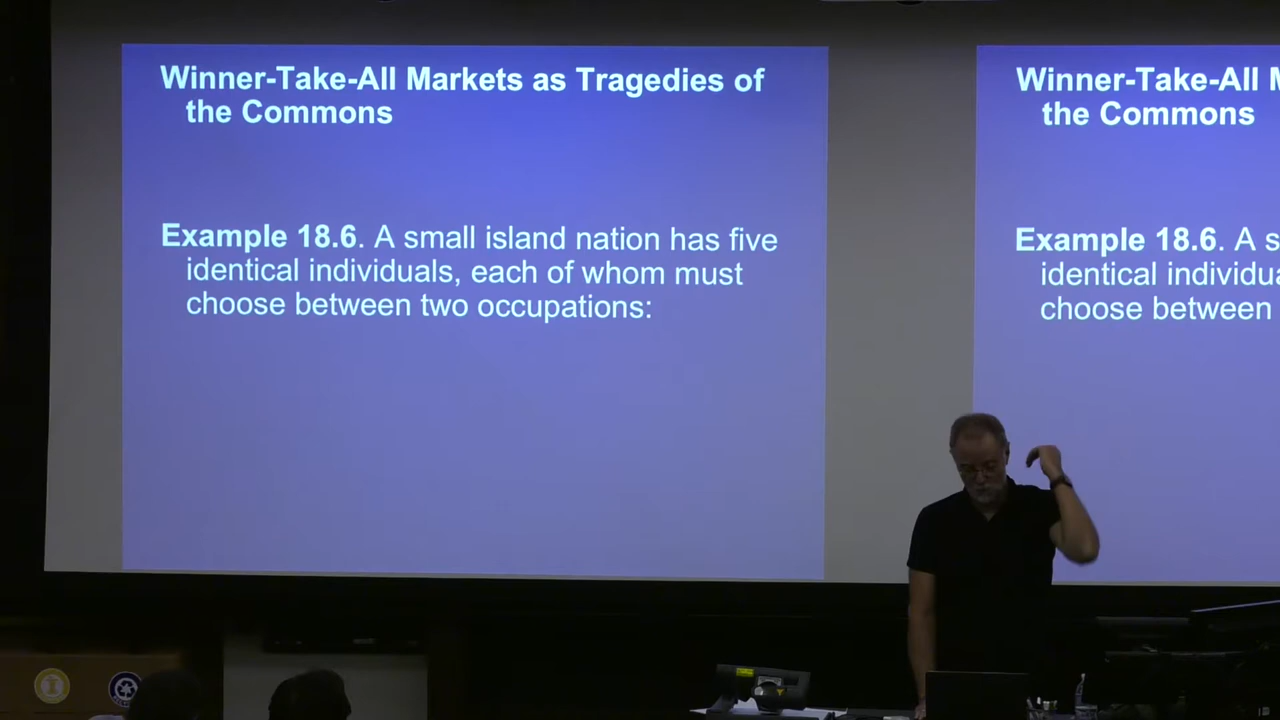 Winner-Take-All Markets as Tragedies of
the Commons
Example 18.6. A small island nation has five
identical individuals, each of whom must
choose between two occupations:
Winner-Take-All M
the Commons
Example 18.6. A s
identical individua
choose between